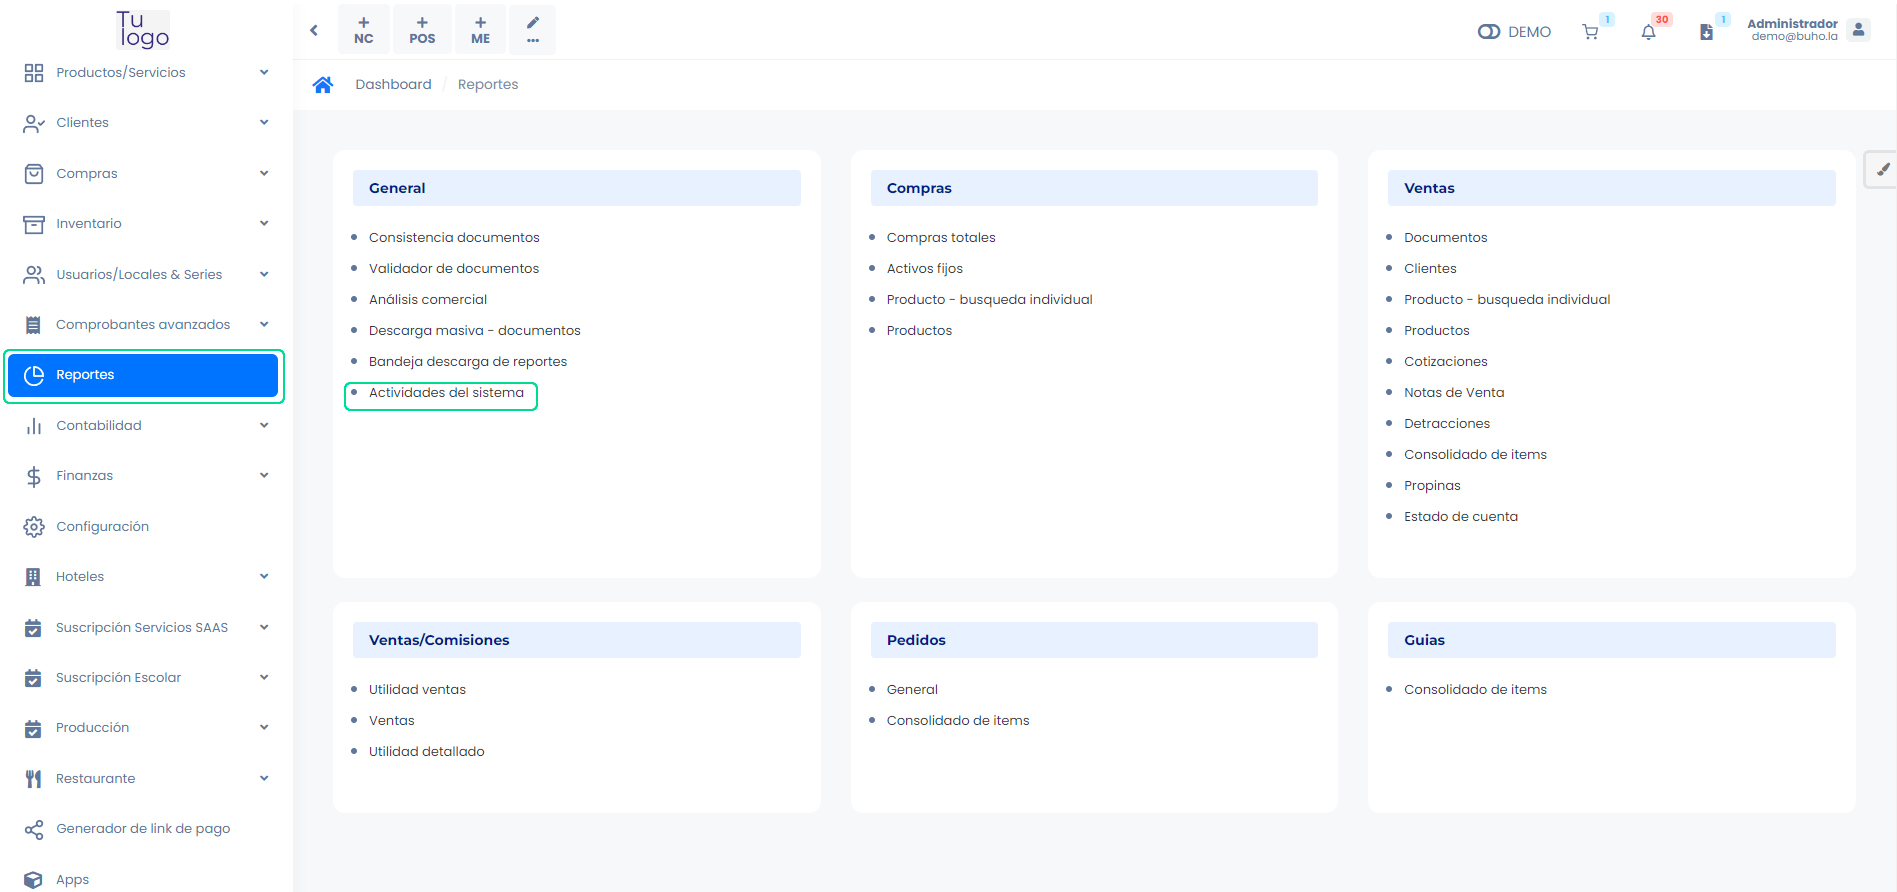 Tu
logo
Productos/Servicios
Clientes
Compras
Inventario
Usuarios/Locales & Series
Comprobantes avanzados
Reportes
Contabilidad
Finanzas
Configuración
Hoteles
Suscripción Servicios SAAS
Suscripción Escolar
Producción
Restaurante
Generador de link de pago
Apps
+ NC
+ POS
+ ME
...
DEMO
1
30
1
Administrador
demo@buho.la
Dashboard / Reportes
General
Consistencia documentos
Validador de documentos
Análisis comercial
Descarga masiva - documentos
Bandeja descarga de reportes
Actividades del sistema
Compras
Compras totales
Activos fijos
Producto - busqueda individual
Productos
Ventas
Documentos
Clientes
Producto - busqueda individual
Productos
Cotizaciones
Notas de Venta
Detracciones
Consolidado de items
Propinas
Estado de cuenta
Ventas/Comisiones
Utilidad ventas
Ventas
Utilidad detallado
Pedidos
General
Consolidado de items
Guias
Consolidado de items